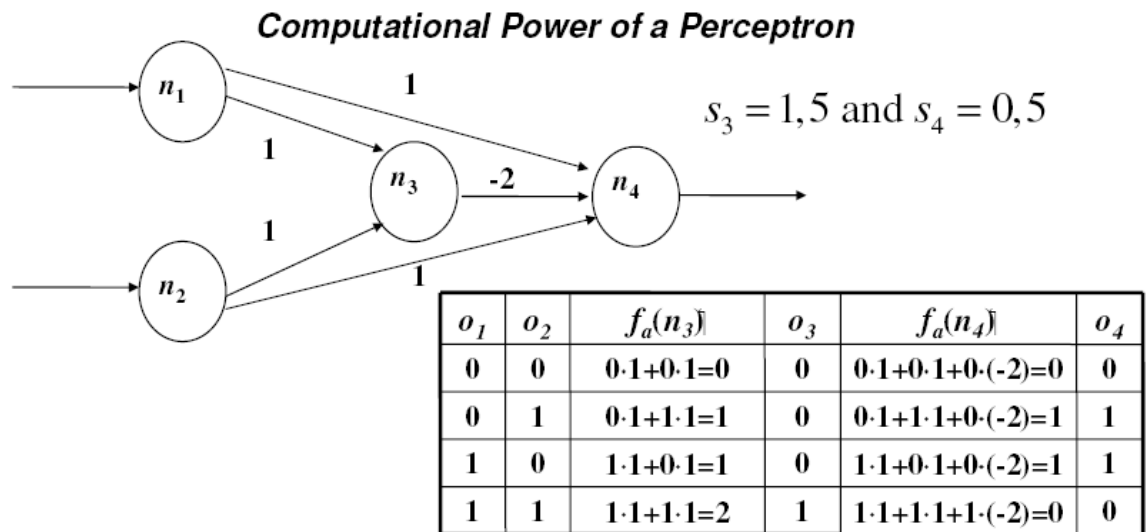 Computational Power of a Perceptron
n1
1
s3 = 1,5 and s4 = 0,5
1
n3
-2
n4
1
n2
1
o1 o2 fa(n3) o3 fa(n4) o4
0 0 0·1+0·1=0 0 0·1+0·1+0·(-2)=0 0
0 1 0·1+1·1=1 0 0·1+1·1+0·(-2)=1 1
1 0 1·1+0·1=1 0 1·1+0·1+0·(-2)=1 1
1 1 1·1+1·1=2 1 1·1+1·1+1·(-2)=0 0